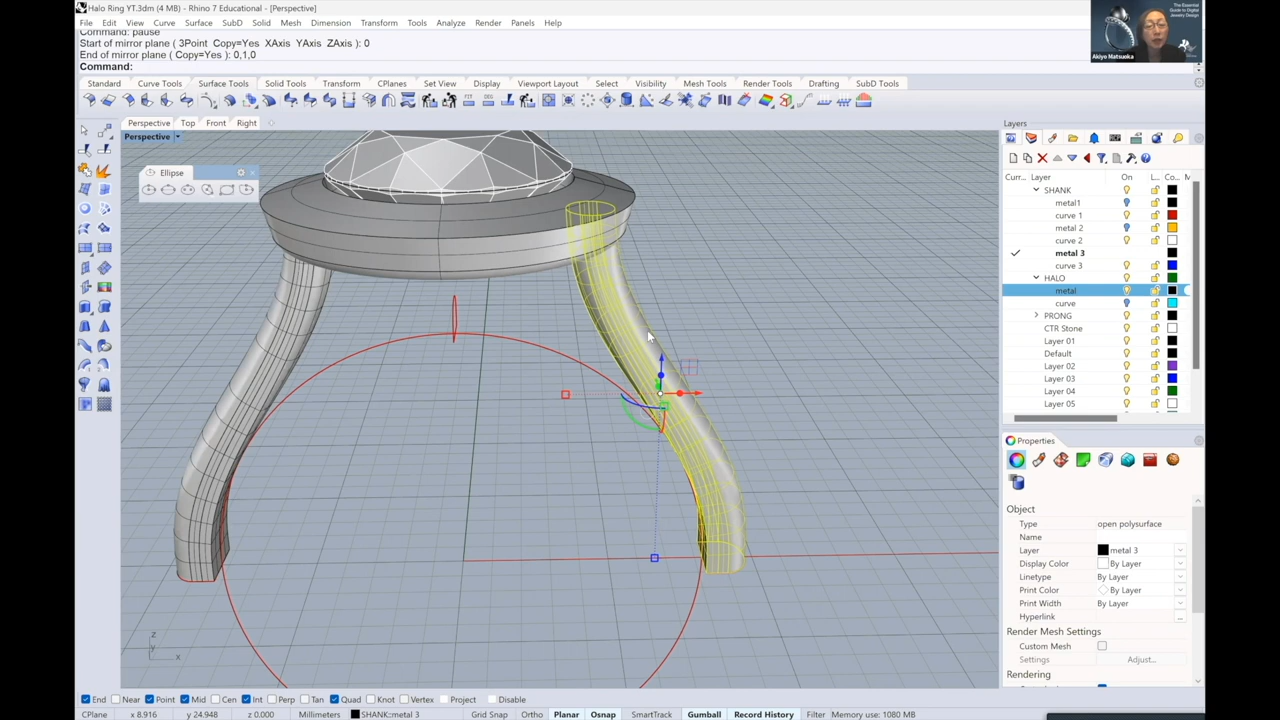 Halo Ring YT.3dm (4 MB) - Rhino 7 Educational - [Perspective]
File Edit View Curve Surface SubD Solid Mesh Dimension Transform Tools Analyze Render Panels Help
Command: pause
Start of mirror plane ( 3Point Copy=Yes XAxis YAxis ZAxis ): 0
End of mirror plane ( Copy=Yes ): 0,1,0
Command:
The Essential
Guide to Digital
Jewelry Design
Akiyo Matsuoka
Standard Curve Tools Surface Tools Solid Tools Transform CPlanes Set View Display Viewport Layout Select Visibility Mesh Tools Render Tools Drafting SubD Tools
Perspective Top Front Right
Perspective
Ellipse
z
y
x
Layers
Curr... Layer On L... Co... M
SHANK
metal1
curve 1
metal 2
curve 2
metal 3
curve 3
HALO
metal
curve
PRONG
CTR Stone
Layer 01
Default
Layer 02
Layer 03
Layer 04
Layer 05
Properties
Object
Type open polysurface
Name
Layer metal 3
Display Color By Layer
Linetype By Layer
Print Color By Layer
Print Width By Layer
Hyperlink ...
Render Mesh Settings
Custom Mesh
Settings Adjust...
Rendering
End Near Point Mid Cen Int Perp Tan Quad Knot Vertex Project Disable
CPlane x 8.916 y 24.948 z 0.000 Millimeters SHANK::metal 3 Grid Snap Ortho Planar Osnap SmartTrack Gumball Record History Filter Memory use: 1080 MB